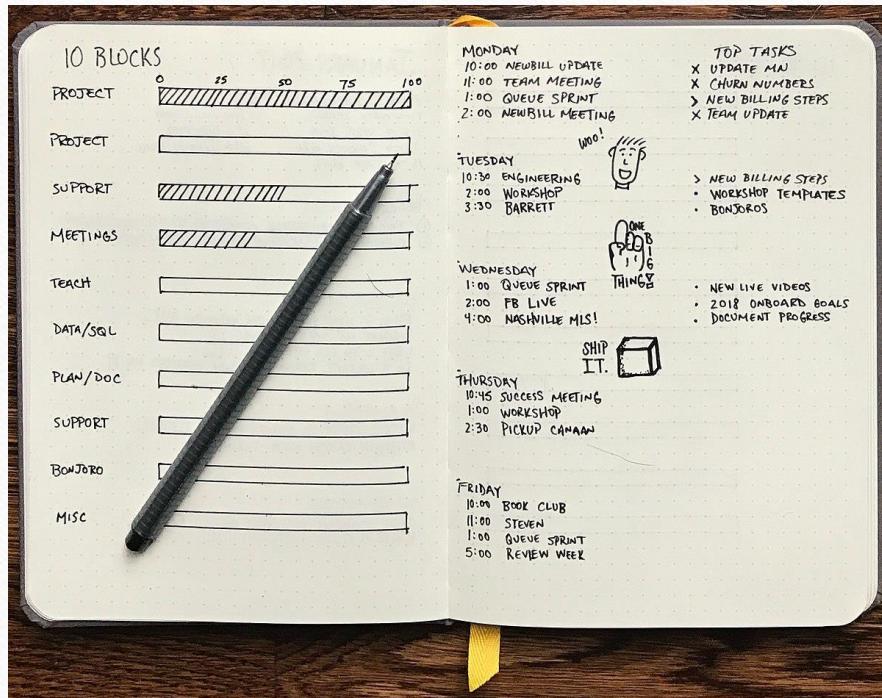 10 BLOCKS
0 25 50 75 100
PROJECT
PROJECT
SUPPORT
MEETINGS
TEACH
DATA/SQL
PLAN/DOC
SUPPORT
BONJORO
MISC
MONDAY
10:00 NEWBILL UPDATE
11:00 TEAM MEETING
1:00 QUEUE SPRINT
2:00 NEWBILL MEETING
TOP TASKS
X UPDATE MN
X CHURN NUMBERS
> NEW BILLING STEPS
X TEAM UPDATE
WOO!
TUESDAY
10:30 ENGINEERING
2:00 WORKSHOP
3:30 BARRETT
> NEW BILLING STEPS
• WORKSHOP TEMPLATES
• BONJOROS
ONE
BIG
THING!
WEDNESDAY
1:00 QUEUE SPRINT
2:00 FB LIVE
4:00 NASHVILLE MLS!
• NEW LIVE VIDEOS
• 2018 ONBOARD GOALS
• DOCUMENT PROGRESS
SHIP
IT.
THURSDAY
10:45 SUCCESS MEETING
1:00 WORKSHOP
2:30 PICKUP CANAAN
FRIDAY
10:00 BOOK CLUB
11:00 STEVEN
1:00 QUEUE SPRINT
5:00 REVIEW WEEK